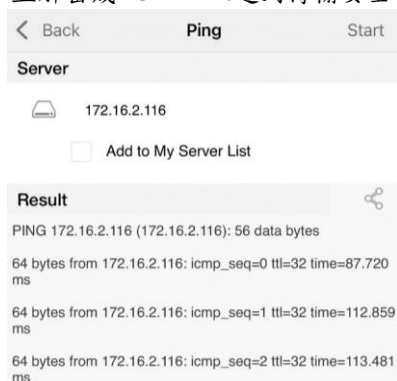 Back Ping Start
Server
172.16.2.116
Add to My Server List
Result
PING 172.16.2.116 (172.16.2.116): 56 data bytes
64 bytes from 172.16.2.116: icmp_seq=0 ttl=32 time=87.720
ms
64 bytes from 172.16.2.116: icmp_seq=1 ttl=32 time=112.859
ms
64 bytes from 172.16.2.116: icmp_seq=2 ttl=32 time=113.481
ms